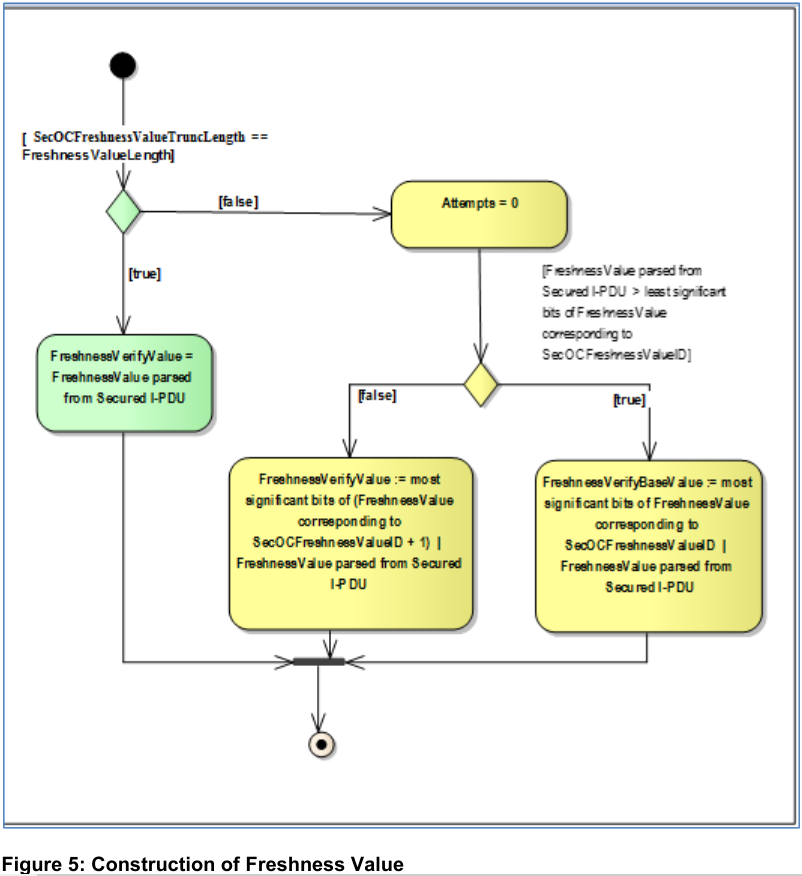 [ SecOCFreshnessValueTruncLength ==
FreshnessValueLength]
[false]
Attempts = 0
[true]
[FreshnessValue parsed from
Secured I-PDU > least significant
bits of FreshnessValue
corresponding to
SecOCFreshnessValueID]
FreshnessVerifyValue =
FreshnessValue parsed
from Secured I-PDU
[false]
[true]
FreshnessVerifyValue := most
significant bits of (FreshnessValue
corresponding to
SecOCFreshnessValueID + 1) |
FreshnessValue parsed from Secured
I-PDU
FreshnessVerifyBaseValue := most
significant bits of FreshnessValue
corresponding to
SecOCFreshnessValueID |
FreshnessValue parsed from
Secured I-PDU
Figure 5: Construction of Freshness Value